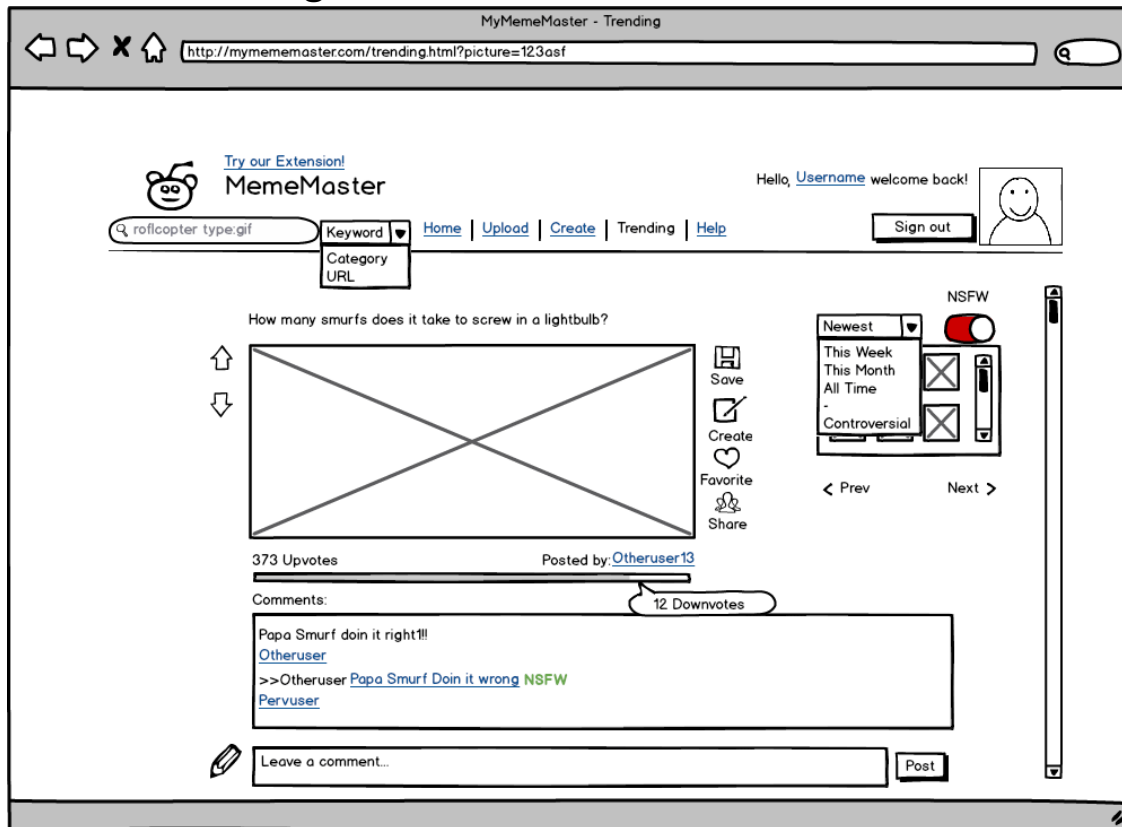 MyMemeMaster - Trending
http://mymememaster.com/trending.html?picture=123asf
Try our Extension!
MemeMaster
Hello, Username welcome back!
roflcopter type:gif
Keyword
Home | Upload | Create | Trending | Help
Sign out
Category
URL
NSFW
How many smurfs does it take to screw in a lightbulb?
Newest
This Week
This Month
All Time
-
Controversial
Save
Create
Favorite
Share
< Prev
Next >
373 Upvotes
Posted by: Otheruser13
12 Downvotes
Comments:
Papa Smurf doin it right1!!
Otheruser
>>Otheruser Papa Smurf Doin it wrong NSFW
Pervuser
Leave a comment...
Post